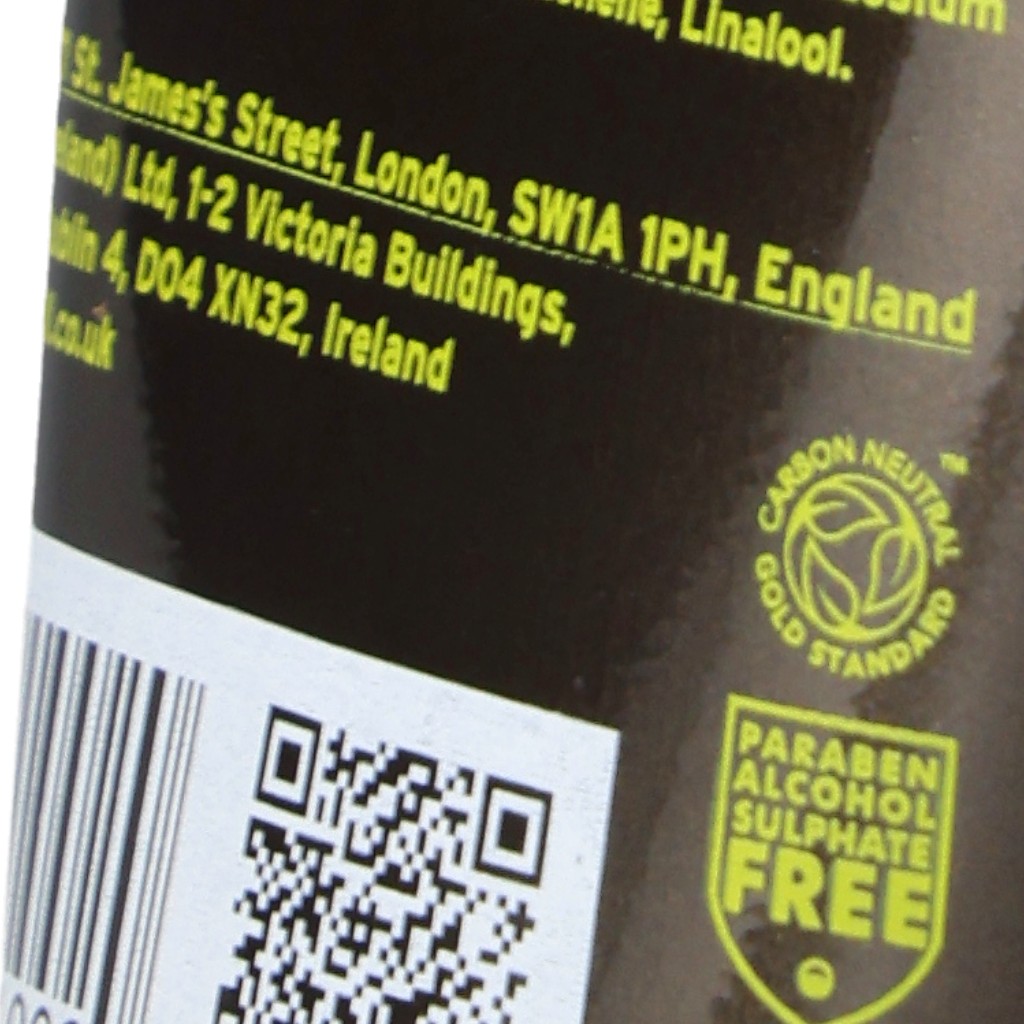 Linalool.
St. James's Street, London, SW1A 1PH, England
Ltd, 1-2 Victoria Buildings,
4, D04 XN32, Ireland
.co.uk
CARBON NEUTRAL ™
GOLD STANDARD
PARABEN
ALCOHOL
SULPHATE
FREE